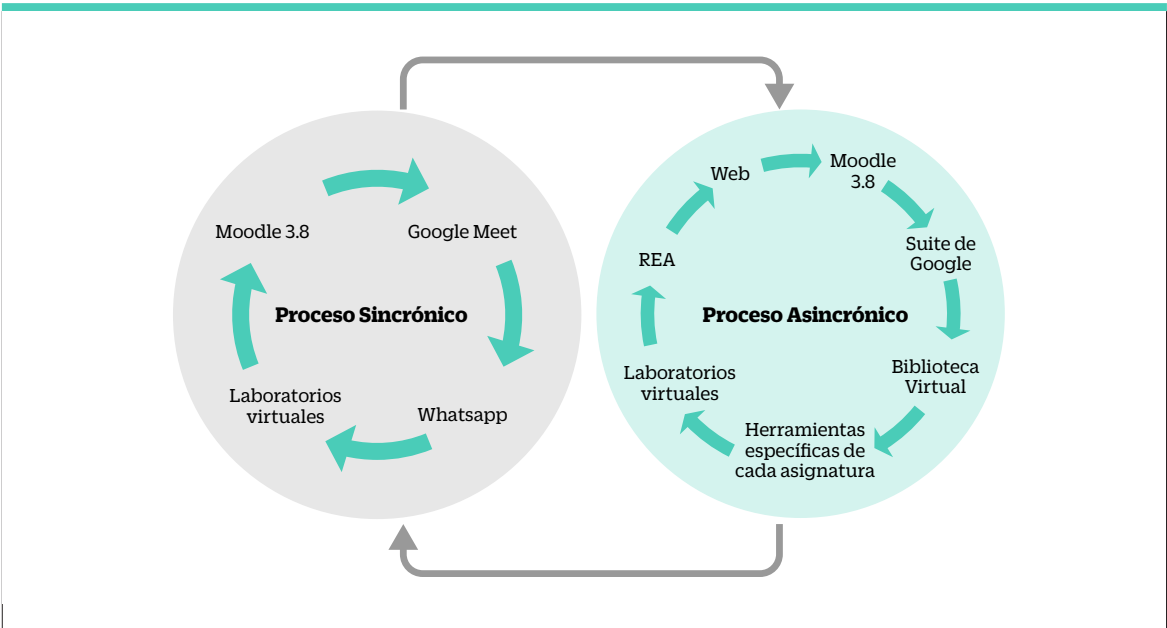 Moodle 3.8
Google Meet
Proceso Sincrónico
Laboratorios
virtuales
Whatsapp
Web
Moodle
3.8
REA
Suite de
Google
Proceso Asincrónico
Laboratorios
virtuales
Biblioteca
Virtual
Herramientas
específicas de
cada asignatura